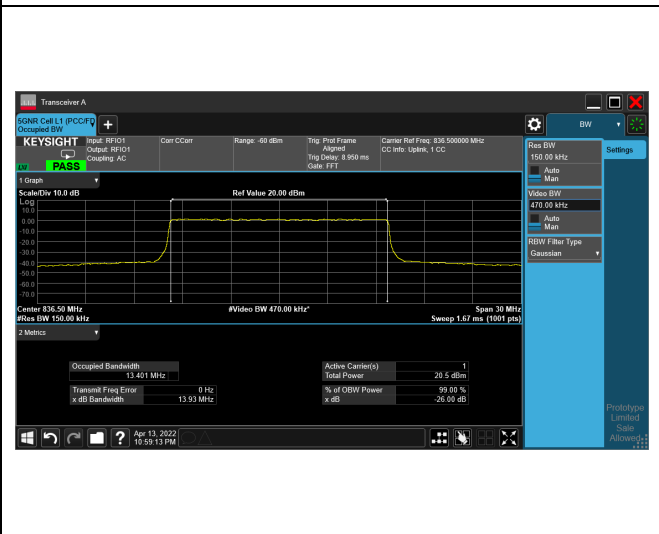 Transceiver A
5GNR Cell L1 (PCC/FD
Occupied BW
BW
KEYSIGHT
PASS
Input: RFIO1
Output: RFIO1
Coupling: AC
Corr CCorr
Range: -60 dBm
Trig: Prot Frame
Aligned
Trig Delay: 8.950 ms
Gate: FFT
Carrier Ref Freq: 836.500000 MHz
CC Info: Uplink, 1 CC
Res BW
150.00 kHz
Auto
Man
Video BW
470.00 kHz
Auto
Man
RBW Filter Type
Gaussian
Settings
1 Graph
Scale/Div 10.0 dB
Ref Value 20.00 dBm
Log
10.0
0.00
-10.0
-20.0
-30.0
-40.0
-50.0
-60.0
-70.0
Center 836.50 MHz
#Video BW 470.00 kHz*
Span 30 MHz
#Res BW 150.00 kHz
Sweep 1.67 ms (1001 pts)
2 Metrics
Occupied Bandwidth
13.401 MHz
Active Carrier(s) 1
Total Power 20.5 dBm
Transmit Freq Error 0 Hz
x dB Bandwidth 13.93 MHz
% of OBW Power 99.00 %
x dB -26.00 dB
Prototype
Limited
Sale
Allowed
?
Apr 13, 2022
10:59:13 PM